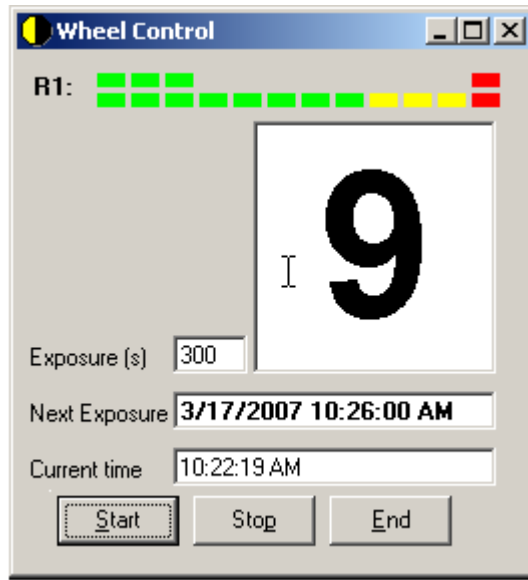 Wheel Control
R1:
9
Exposure (s) 300
Next Exposure 3/17/2007 10:26:00 AM
Current time 10:22:19 AM
Start Stop End